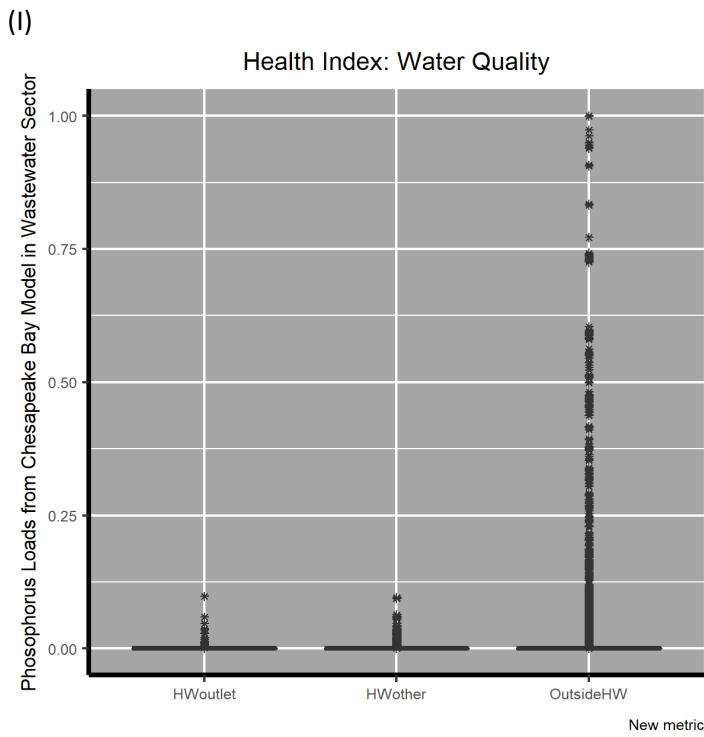 (I)
Health Index: Water Quality
Phosophorus Loads from Chesapeake Bay Model in Wastewater Sector
1.00
0.75
0.50
0.25
0.00
HWoutlet HWother OutsideHW
New metric